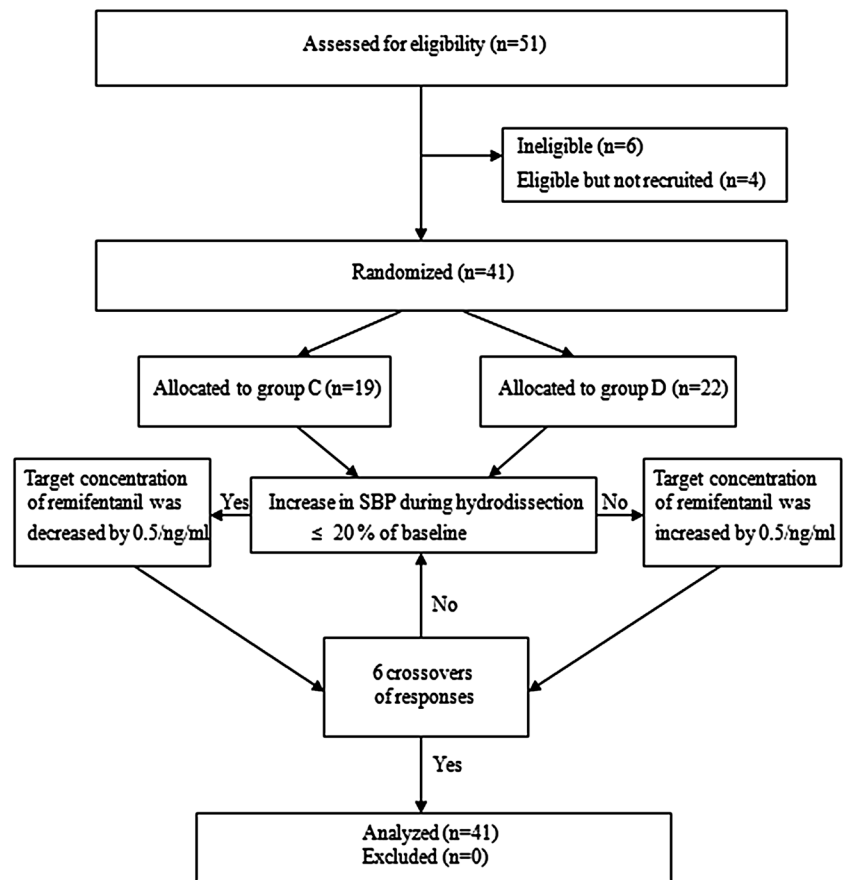 Assessed for eligibility (n=51)
Ineligible (n=6)
Eligible but not recruited (n=4)
Randomized (n=41)
Allocated to group C (n=19)
Allocated to group D (n=22)
Target concentration
of remifentanil was
decreased by 0.5/ng/ml
Yes
Increase in SBP during hydrodissection
≤ 20 % of baseline
No
Target concentration
of remifentanil was
increased by 0.5/ng/ml
No
6 crossovers
of responses
Yes
Analyzed (n=41)
Excluded (n=0)